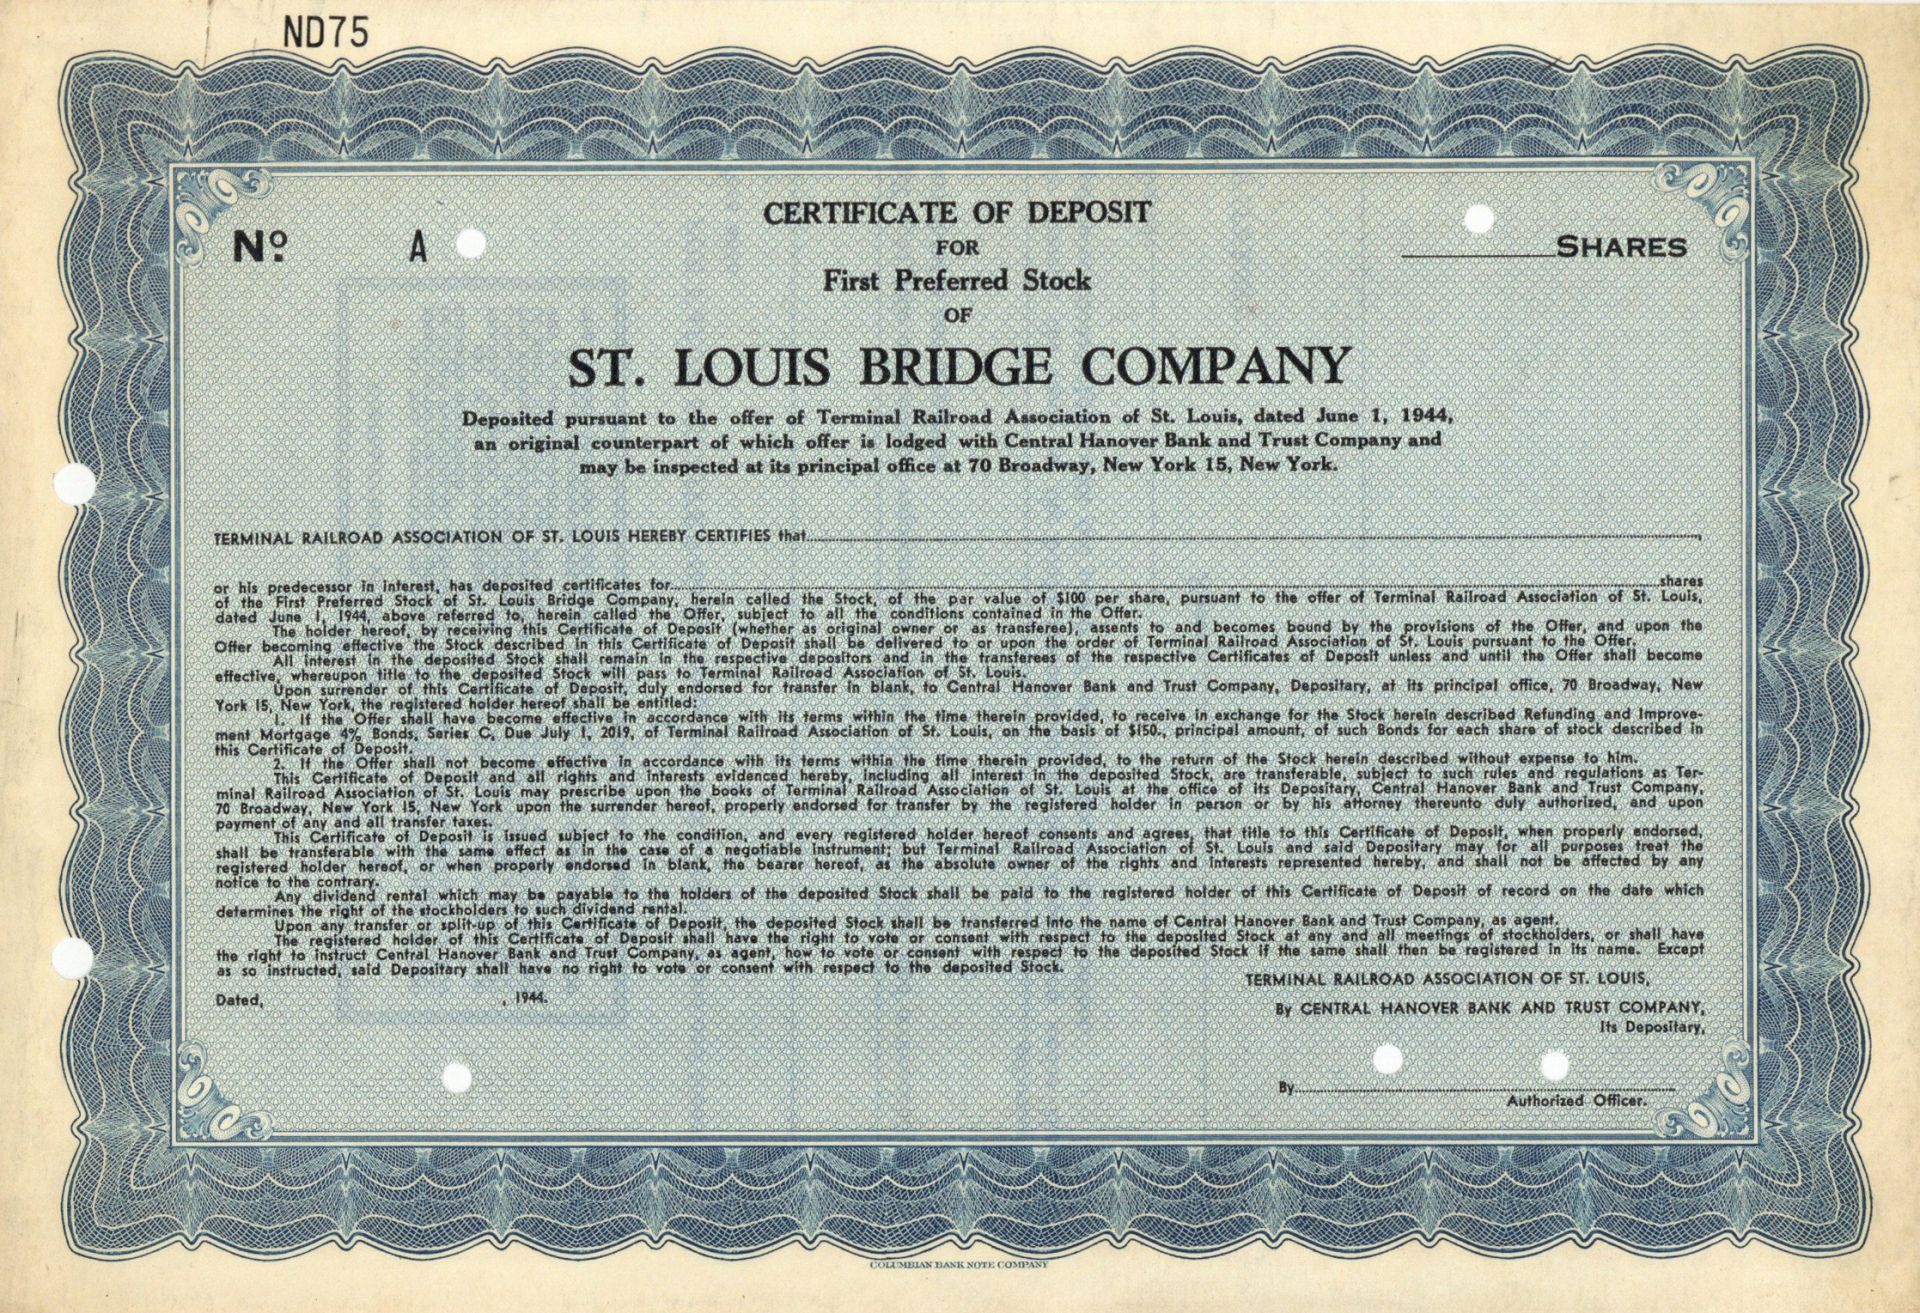 ND75
CERTIFICATE OF DEPOSIT
Nº. A
FOR
SHARES
First Preferred Stock
OF
ST. LOUIS BRIDGE COMPANY
Deposited pursuant to the offer of Terminal Railroad Association of St. Louis, dated June 1, 1944,
an original counterpart of which offer is lodged with Central Hanover Bank and Trust Company and
may be inspected at its principal office at 70 Broadway, New York 15, New York.
TERMINAL RAILROAD ASSOCIATION OF ST. LOUIS HEREBY CERTIFIES that,
or his predecessor in interest, has deposited certificates for shares
of the First Preferred Stock of St. Louis Bridge Company, herein called the Stock, of the par value of $100 per share, pursuant to the offer of Terminal Railroad Association of St. Louis,
dated June 1, 1944, above referred to, herein called the Offer, subject to all the conditions contained in the Offer.
The holder hereof, by receiving this Certificate of Deposit (whether as original owner or as transferee), assents to and becomes bound by the provisions of the Offer, and upon the
Offer becoming effective the Stock described in this Certificate of Deposit shall be delivered to or upon the order of Terminal Railroad Association of St. Louis pursuant to the Offer.
All interest in the deposited Stock shall remain in the respective depositors and in the transferees of the respective Certificates of Deposit unless and until the Offer shall become
effective, whereupon title to the deposited Stock will pass to Terminal Railroad Association of St. Louis.
Upon surrender of this Certificate of Deposit, duly endorsed for transfer in blank, to Central Hanover Bank and Trust Company, Depositary, at its principal office, 70 Broadway, New
York 15, New York, the registered holder hereof shall be entitled:
1. If the Offer shall have become effective in accordance with its terms within the time therein provided, to receive in exchange for the Stock herein described Refunding and Improve-
ment Mortgage 4% Bonds, Series C, Due July 1, 2019, of Terminal Railroad Association of St. Louis, on the basis of $150., principal amount, of such Bonds for each share of stock described in
this Certificate of Deposit.
2. If the Offer shall not become effective in accordance with its terms within the time therein provided, to the return of the Stock herein described without expense to him.
This Certificate of Deposit and all rights and interests evidenced hereby, including all interest in the deposited Stock, are transferable, subject to such rules and regulations as Ter-
minal Railroad Association of St. Louis may prescribe upon the books of Terminal Railroad Association of St. Louis at the office of its Depositary, Central Hanover Bank and Trust Company,
70 Broadway, New York 15, New York upon the surrender hereof, properly endorsed for transfer by the registered holder in person or by his attorney thereunto duly authorized, and upon
payment of any and all transfer taxes.
This Certificate of Deposit is issued subject to the condition, and every registered holder hereof consents and agrees, that title to this Certificate of Deposit, when properly endorsed,
shall be transferable with the same effect as in the case of a negotiable instrument; but Terminal Railroad Association of St. Louis and said Depositary may for all purposes treat the
registered holder hereof, or when properly endorsed in blank, the bearer hereof, as the absolute owner of the rights and interests represented hereby, and shall not be affected by any
notice to the contrary.
Any dividend rental which may be payable to the holders of the deposited Stock shall be paid to the registered holder of this Certificate of Deposit of record on the date which
determines the right of the stockholders to such dividend rental.
Upon any transfer or split-up of this Certificate of Deposit, the deposited Stock shall be transferred into the name of Central Hanover Bank and Trust Company, as agent.
The registered holder of this Certificate of Deposit shall have the right to vote or consent with respect to the deposited Stock at any and all meetings of stockholders, or shall have
the right to instruct Central Hanover Bank and Trust Company, as agent, how to vote or consent with respect to the deposited Stock if the same shall then be registered in its name. Except
as so instructed, said Depositary shall have no right to vote or consent with respect to the deposited Stock.
TERMINAL RAILROAD ASSOCIATION OF ST. LOUIS,
Dated, , 1944.
By CENTRAL HANOVER BANK AND TRUST COMPANY,
Its Depositary,
By
Authorized Officer.
COLUMBIAN BANK NOTE COMPANY